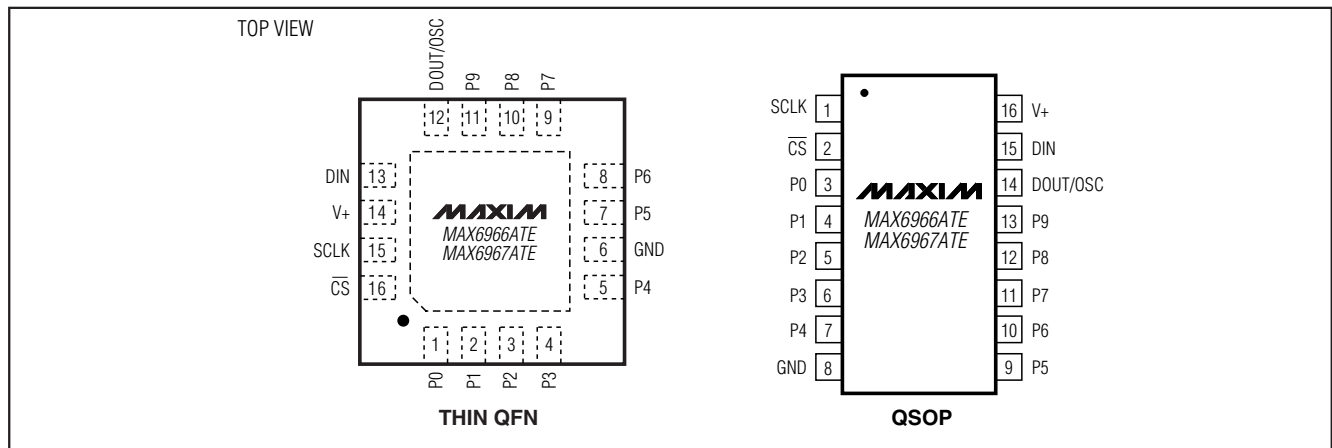 TOP VIEW
DOUT/OSC
P9
P8
P7
12 11 10 9
DIN 13
V+ 14
SCLK 15
CS 16
MAXIM
MAX6966ATE
MAX6967ATE
8 P6
7 P5
6 GND
5 P4
1 2 3 4
P0
P1
P2
P3
THIN QFN
SCLK 1
CS 2
P0 3
P1 4
P2 5
P3 6
P4 7
GND 8
MAXIM
MAX6966ATE
MAX6967ATE
16 V+
15 DIN
14 DOUT/OSC
13 P9
12 P8
11 P7
10 P6
9 P5
QSOP